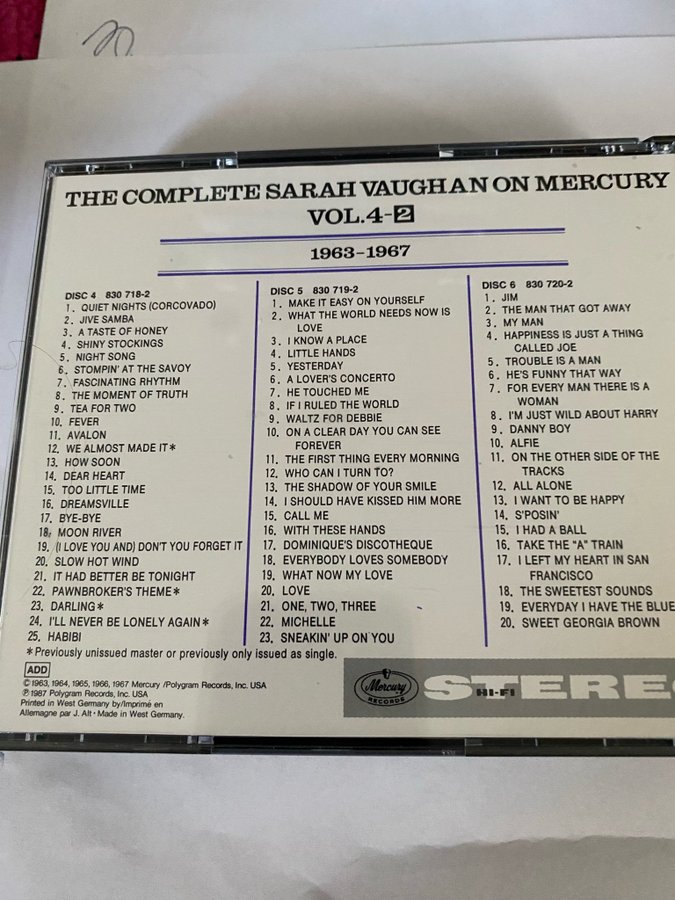 20
THE COMPLETE SARAH VAUGHAN ON MERCURY
VOL.4-2
1963-1967
DISC 4 830 718-2
1. QUIET NIGHTS (CORCOVADO)
2. JIVE SAMBA
3. A TASTE OF HONEY
4. SHINY STOCKINGS
5. NIGHT SONG
6. STOMPIN' AT THE SAVOY
7. FASCINATING RHYTHM
8. THE MOMENT OF TRUTH
9. TEA FOR TWO
10. FEVER
11. AVALON
12. WE ALMOST MADE IT*
13. HOW SOON
14. DEAR HEART
15. TOO LITTLE TIME
16. DREAMSVILLE
17. BYE-BYE
18. MOON RIVER
19. (I LOVE YOU AND) DON'T YOU FORGET IT
20. SLOW HOT WIND
21. IT HAD BETTER BE TONIGHT
22. PAWNBROKER'S THEME*
23. DARLING*
24. I'LL NEVER BE LONELY AGAIN*
25. HABIBI
DISC 5 830 719-2
1. MAKE IT EASY ON YOURSELF
2. WHAT THE WORLD NEEDS NOW IS
LOVE
3. I KNOW A PLACE
4. LITTLE HANDS
5. YESTERDAY
6. A LOVER'S CONCERTO
7. HE TOUCHED ME
8. IF I RULED THE WORLD
9. WALTZ FOR DEBBIE
10. ON A CLEAR DAY YOU CAN SEE
FOREVER
11. THE FIRST THING EVERY MORNING
12. WHO CAN I TURN TO?
13. THE SHADOW OF YOUR SMILE
14. I SHOULD HAVE KISSED HIM MORE
15. CALL ME
16. WITH THESE HANDS
17. DOMINIQUE'S DISCOTHEQUE
18. EVERYBODY LOVES SOMEBODY
19. WHAT NOW MY LOVE
20. LOVE
21. ONE, TWO, THREE
22. MICHELLE
23. SNEAKIN' UP ON YOU
DISC 6 830 720-2
1. JIM
2. THE MAN THAT GOT AWAY
3. MY MAN
4. HAPPINESS IS JUST A THING
CALLED JOE
5. TROUBLE IS A MAN
6. HE'S FUNNY THAT WAY
7. FOR EVERY MAN THERE IS A
WOMAN
8. I'M JUST WILD ABOUT HARRY
9. DANNY BOY
10. ALFIE
11. ON THE OTHER SIDE OF THE
TRACKS
12. ALL ALONE
13. I WANT TO BE HAPPY
14. S'POSIN'
15. I HAD A BALL
16. TAKE THE "A" TRAIN
17. I LEFT MY HEART IN SAN
FRANCISCO
18. THE SWEETEST SOUNDS
19. EVERYDAY I HAVE THE BLUE
20. SWEET GEORGIA BROWN
*Previously unissued master or previously only issued as single.
ADD
©1963, 1964, 1965, 1966, 1967 Mercury /Polygram Records, Inc. USA
℗1987 Polygram Records, Inc. USA
Printed in West Germany by/Imprimé en
Allemagne par J. Alt • Made in West Germany.
Mercury
RECORDS
STEREO
HI-FI